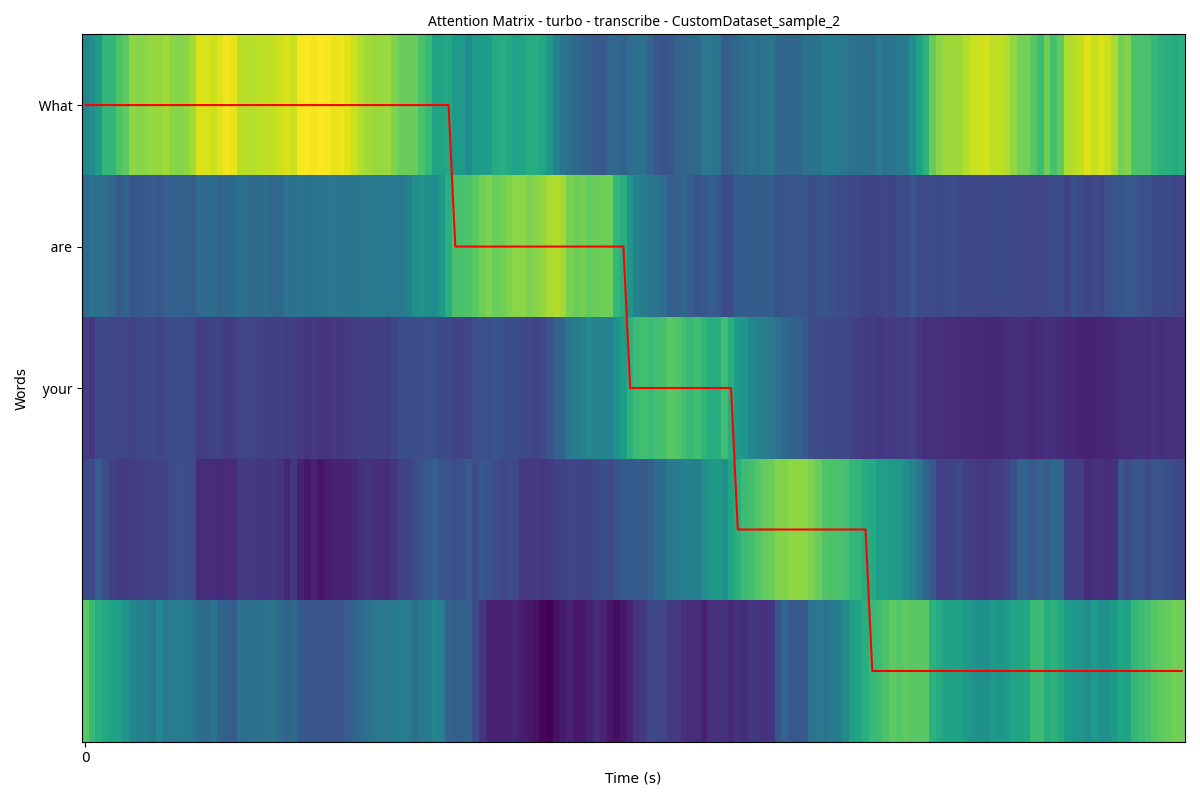 Attention Matrix - turbo - transcribe - CustomDataset_sample_2
What
are
your
Words
0
Time (s)